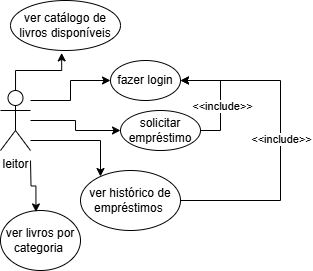 ver catálogo de
livros disponíveis
fazer login
<<include>>
solicitar
empréstimo
<<include>>
leitor
ver histórico de
empréstimos
ver livros por
categoria